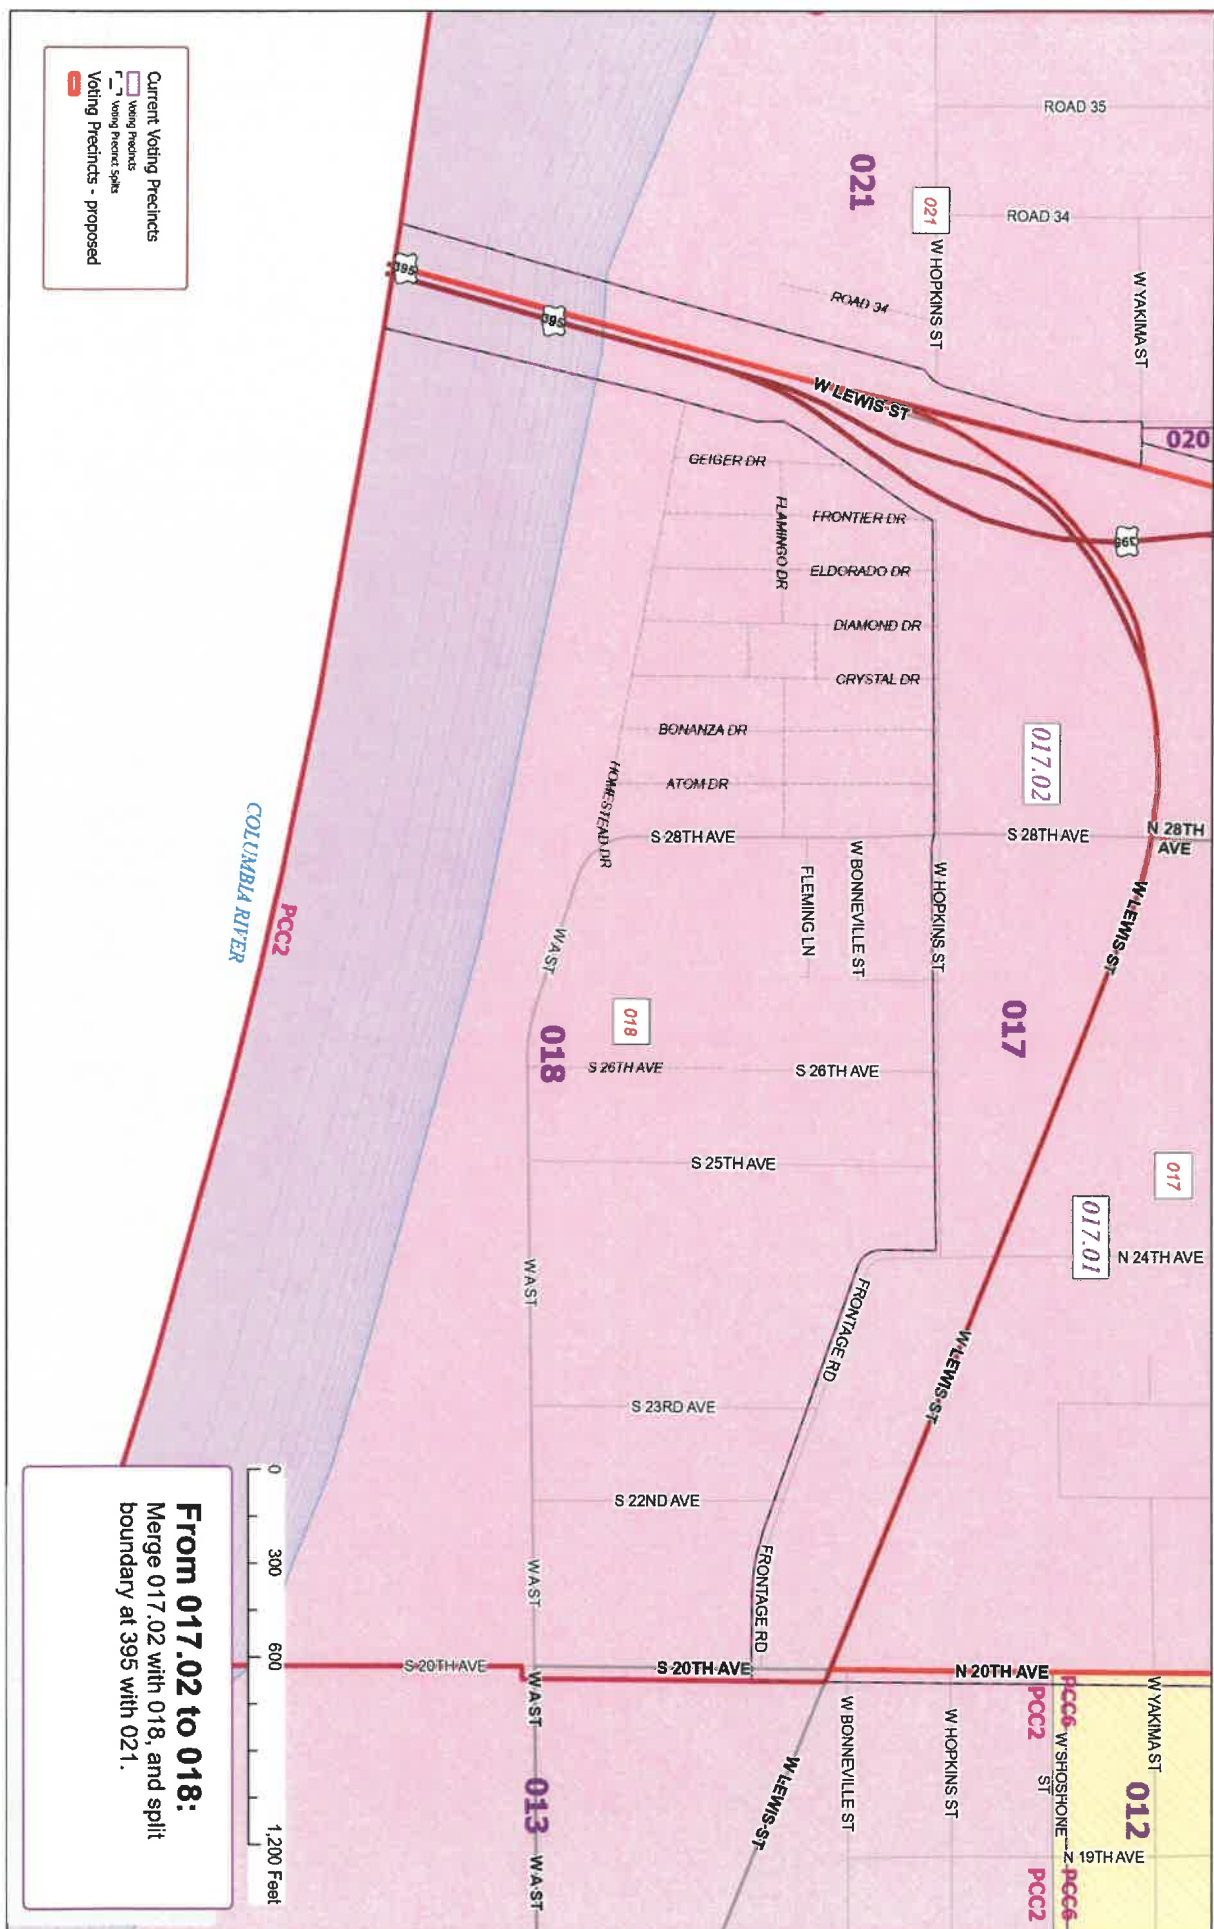 ROAD 35
021
021
ROAD 34
W HOPKINS ST
W YAKIMA ST
ROAD 34
395
395
W LEWIS ST
020
395
GEIGER DR
FLAMINGO DR
FRONTIER DR
ELDORADO DR
DIAMOND DR
CRYSTAL DR
BONANZA DR
ATOM DR
HOMESTEAD DR
017.02
S 28TH AVE
S 28TH AVE
N 28TH
AVE
W LEWIS ST
FLEMING LN
W BONNEVILLE ST
W HOPKINS ST
W A ST
COLUMBIA RIVER
PCC2
018
018
017
S 26TH AVE
S 26TH AVE
S 25TH AVE
017
017.01
N 24TH AVE
W A ST
FRONTAGE RD
W LEWIS ST
S 23RD AVE
S 22ND AVE
W A ST
FRONTAGE RD
S 20TH AVE
S 20TH AVE
N 20TH AVE
W A ST
W BONNEVILLE ST
W HOPKINS ST
PCC6
PCC2
W SHOSHONE
ST
W YAKIMA ST
012
N 19TH AVE
PCC6
PCC2
W LEWIS ST
013
W A ST
Current Voting Precincts
Voting Precincts
Voting Precinct Splits
Voting Precincts - proposed
0 300 600 1,200 Feet
From 017.02 to 018:
Merge 017.02 with 018, and split
boundary at 395 with 021.